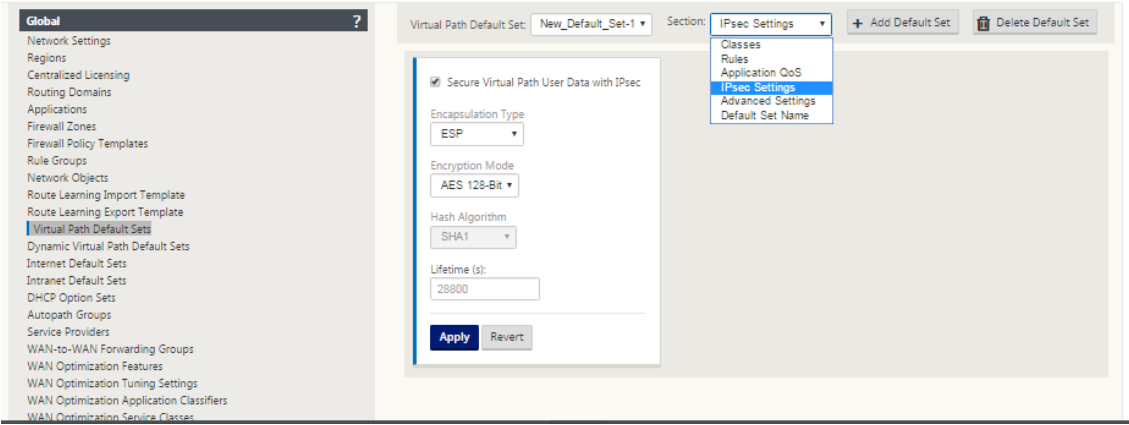 Global ?
Network Settings
Regions
Centralized Licensing
Routing Domains
Applications
Firewall Zones
Firewall Policy Templates
Rule Groups
Network Objects
Route Learning Import Template
Route Learning Export Template
Virtual Path Default Sets
Dynamic Virtual Path Default Sets
Internet Default Sets
Intranet Default Sets
DHCP Option Sets
Autopath Groups
Service Providers
WAN-to-WAN Forwarding Groups
WAN Optimization Features
WAN Optimization Tuning Settings
WAN Optimization Application Classifiers
WAN Optimization Service Classes
Virtual Path Default Set: New_Default_Set-1 Section: IPsec Settings + Add Default Set Delete Default Set
Classes
Rules
Application QoS
IPsec Settings
Advanced Settings
Default Set Name
Secure Virtual Path User Data with IPsec
Encapsulation Type
ESP
Encryption Mode
AES 128-Bit
Hash Algorithm
SHA1
Lifetime (s):
28800
Apply Revert